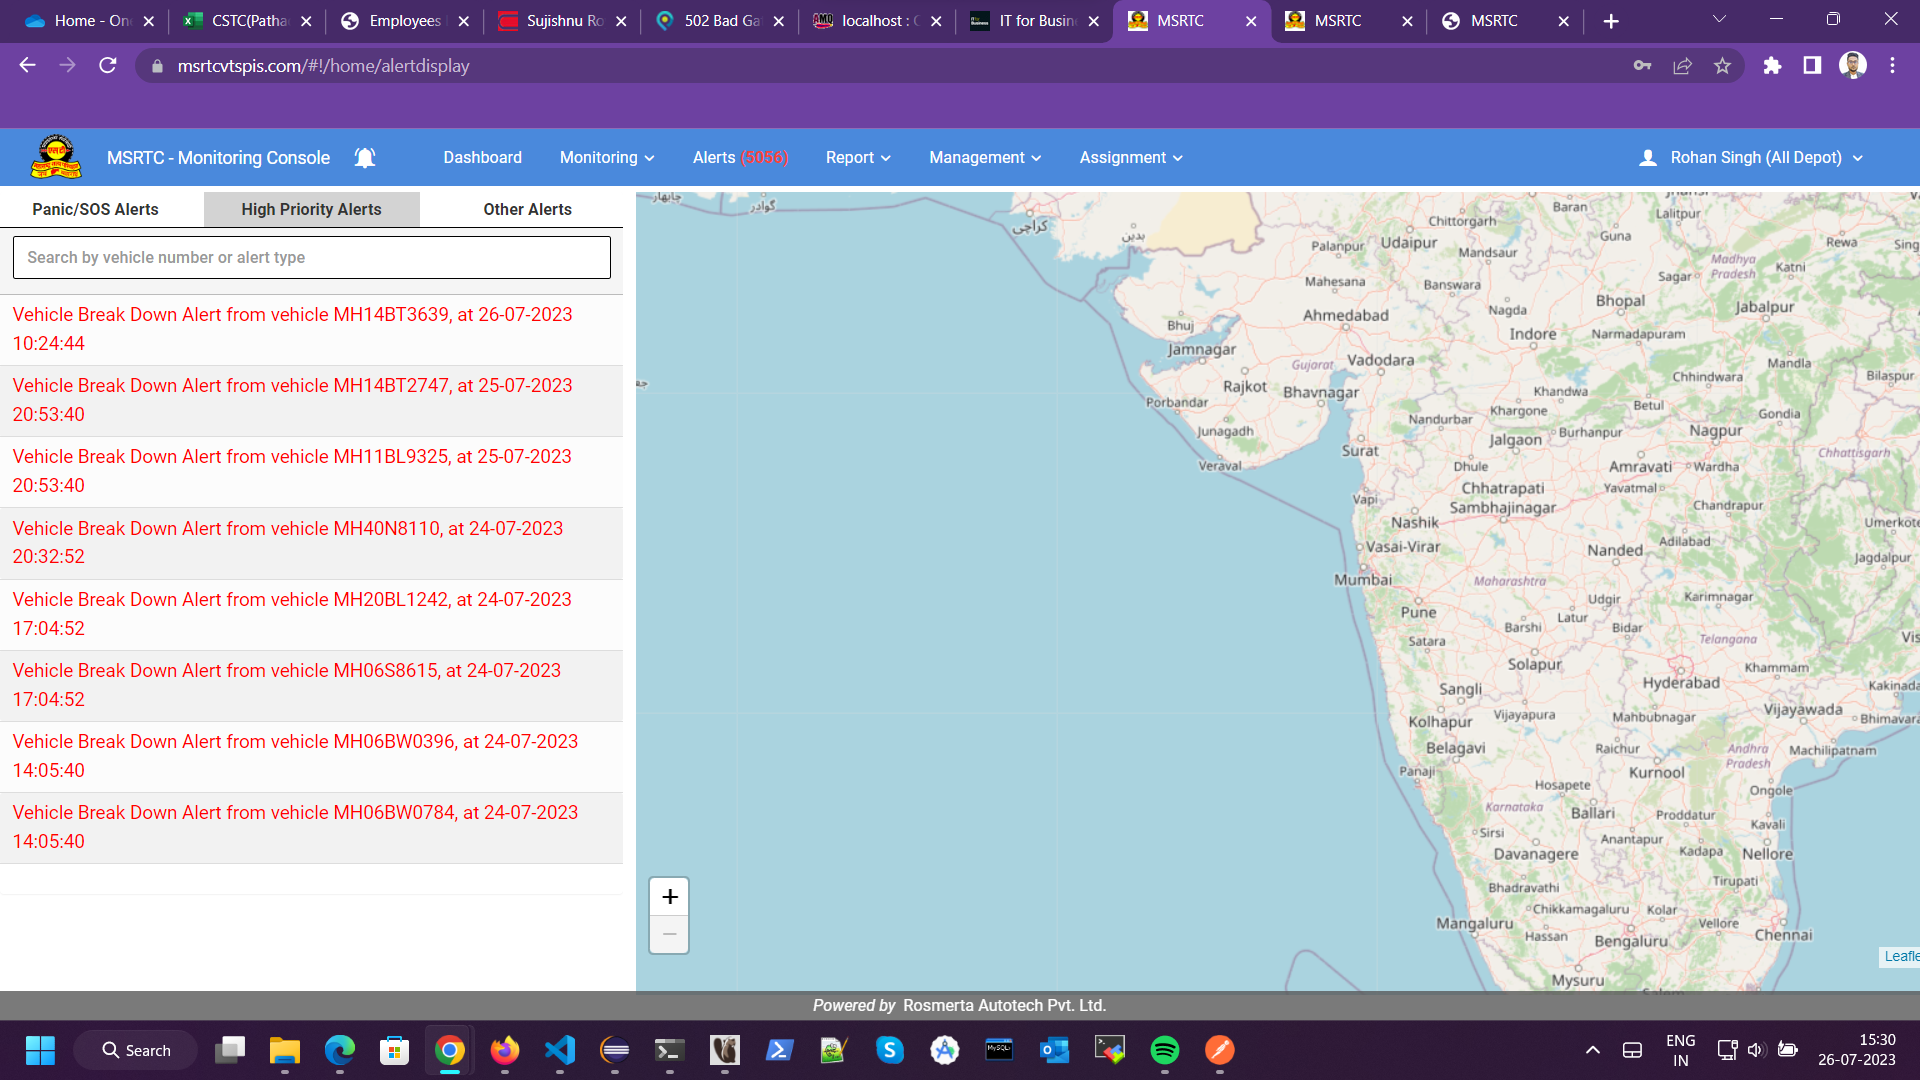 Home - On
CSTC(Patha
Employees
Sujishnu Ro
502 Bad Ga
localhost : 
IT for Busin
MSRTC
MSRTC
MSRTC
msrtcvtspis.com/#!/home/alertdisplay
MSRTC - Monitoring Console
Dashboard
Monitoring
Alerts (5056)
Report
Management
Assignment
Rohan Singh (All Depot)
Panic/SOS Alerts
High Priority Alerts
Other Alerts
Search by vehicle number or alert type
Vehicle Break Down Alert from vehicle MH14BT3639, at 26-07-2023
10:24:44
Vehicle Break Down Alert from vehicle MH14BT2747, at 25-07-2023
20:53:40
Vehicle Break Down Alert from vehicle MH11BL9325, at 25-07-2023
20:53:40
Vehicle Break Down Alert from vehicle MH40N8110, at 24-07-2023
20:32:52
Vehicle Break Down Alert from vehicle MH20BL1242, at 24-07-2023
17:04:52
Vehicle Break Down Alert from vehicle MH06S8615, at 24-07-2023
17:04:52
Vehicle Break Down Alert from vehicle MH06BW0396, at 24-07-2023
14:05:40
Vehicle Break Down Alert from vehicle MH06BW0784, at 24-07-2023
14:05:40
چابهار
گوادر
کراچی
بدين
Chittorgarh
Baran
Lalitpur
Palanpur
Udaipur
Guna
Rewa
Sing
Mandsaur
Madhya
Pradesh
Katni
Mahesana
Banswara
Sagar
Bhopal
Jabalpur
Nagda
Ahmedabad
Bhuj
Indore
Narmadapuram
Jamnagar
Gujarat
Vadodara
Mandla
Chhindwara
Bilaspur
Rajkot
Bhavnagar
Khandwa
Porbandar
Betul
Khargone
Gondia
Nandurbar
Junagadh
Jalgaon
Burhanpur
Nagpur
Surat
Chhattisgarh
Veraval
Dhule
Amravati
Wardha
Chhatrapati
Sambhajinagar
Yavatmal
Vapi
Chandrapur
Nashik
Umerkote
Vasai-Virar
Nanded
Adilabad
Jagdalpur
Mumbai
Maharashtra
Udgir
Karimnagar
Pune
Latur
Barshi
Bidar
Satara
Telangana
Vis
Solapur
Khammam
Hyderabad
Sangli
Kakinada
Kolhapur
Vijayapura
Mahbubnagar
Vijayawada
Bhimavara
Belagavi
Raichur
Andhra
Pradesh
Machilipatnam
Panaji
Kurnool
Hosapete
Ongole
Karnataka
Ballari
Proddatur
Kavali
Sirsi
Anantapur
Davanagere
Kadapa
Nellore
Bhadravathi
Tirupati
Chikkamagaluru
Kolar
Mangaluru
Hassan
Vellore
Bengaluru
Chennai
Mysuru
+
−
Leafle
Powered by Rosmerta Autotech Pvt. Ltd.
Search
ENG
IN
15:30
26-07-2023